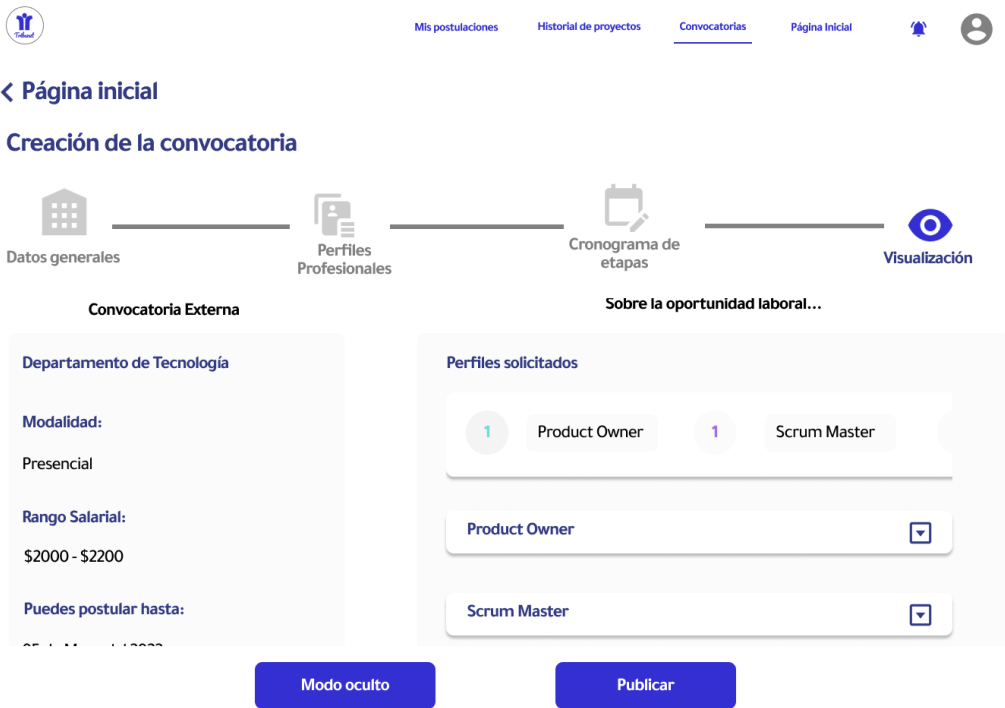 Tribunal
Mis postulaciones
Historial de proyectos
Convocatorias
Página Inicial
Página inicial
Creación de la convocatoria
Datos generales
Perfiles
Profesionales
Cronograma de
etapas
Visualización
Convocatoria Externa
Sobre la oportunidad laboral...
Departamento de Tecnología
Modalidad:
Presencial
Rango Salarial:
$2000 - $2200
Puedes postular hasta:
Perfiles solicitados
1 Product Owner 1 Scrum Master
Product Owner
Scrum Master
Modo oculto
Publicar